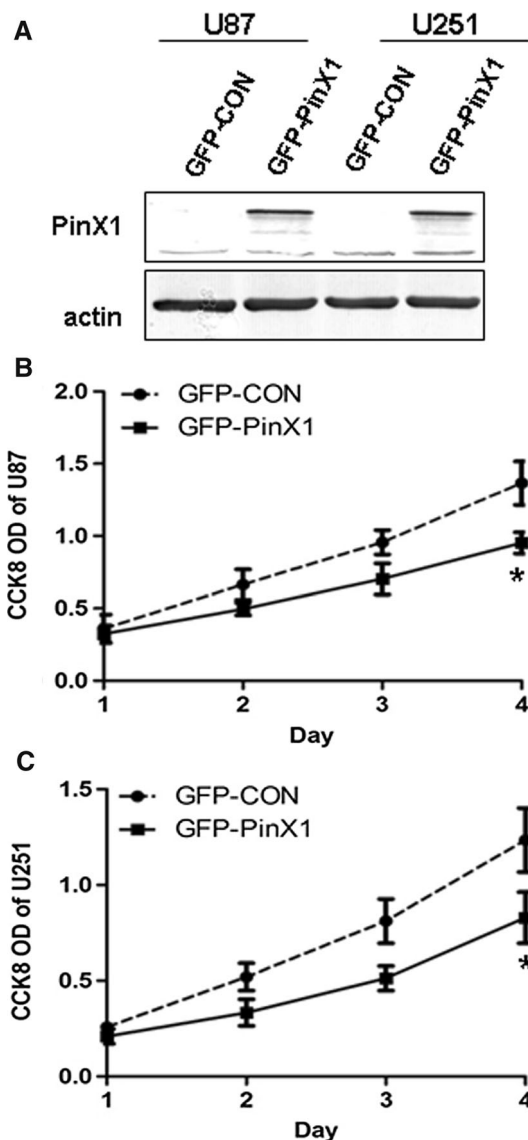 A
U87 U251
GFP-CON GFP-PinX1 GFP-CON GFP-PinX1
PinX1
actin
B
GFP-CON
GFP-PinX1
CCK8 OD of U87
2.0
1.5
1.0
0.5
0.0
*
1 2 3 4
Day
C
GFP-CON
GFP-PinX1
CCK8 OD of U251
1.5
1.0
0.5
0.0
*
1 2 3 4
Day